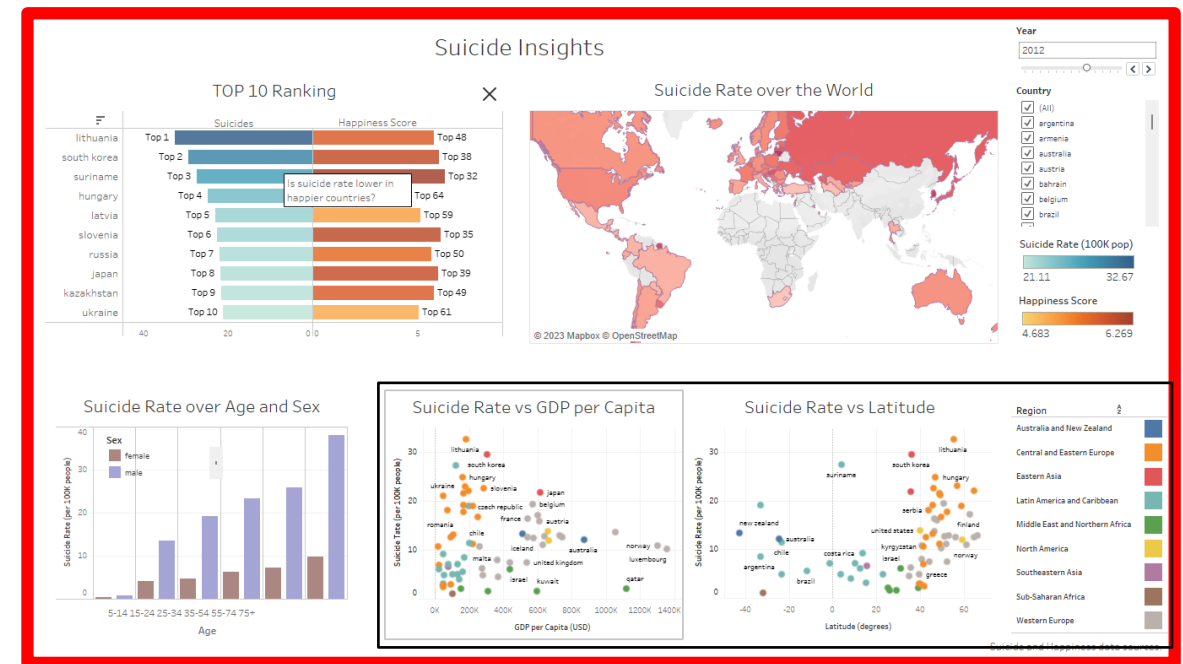 Suicide Insights
Year
2012
Country
(All)
argentina
armenia
australia
austria
bahrain
belgium
brazil
Suicide Rate (100K pop)
21.11 32.67
Happiness Score
4.683 6.269
TOP 10 Ranking
Suicides Happiness Score
lithuania Top 1 Top 48
south korea Top 2 Top 38
suriname Top 3 Top 32
hungary Top 4 Top 64
latvia Top 5 Top 59
slovenia Top 6 Top 35
russia Top 7 Top 50
japan Top 8 Top 39
kazakhstan Top 9 Top 49
ukraine Top 10 Top 61
40 20 0 0 5
Is suicide rate lower in
happier countries?
Suicide Rate over the World
© 2023 Mapbox © OpenStreetMap
Suicide Rate over Age and Sex
Sex
female
male
Suicide Rate (per 100K people)
40
30
20
10
0
5-14 15-24 25-34 35-54 55-74 75+
Age
Suicide Rate vs GDP per Capita
Suicide Tate (per 100K people)
30
20
10
0
lithuania
south korea
hungary
ukraine
slovenia
japan
czech republic
belgium
france
austria
romania
chile
iceland
australia
norway
luxembourg
malta
united kingdom
israel
kuwait
qatar
0K 200K 400K 600K 800K 1000K 1200K 1400K
GDP per Capita (USD)
Suicide Rate vs Latitude
Suicide Rate (per 100K people)
30
20
10
0
lithuania
south korea
suriname
hungary
serbia
new zealand
united states
finland
australia
chile
costa rica
kyrgyzstan
israel
norway
argentina
brazil
greece
-40 -20 0 20 40 60
Latitude (degrees)
Region
Australia and New Zealand
Central and Eastern Europe
Eastern Asia
Latin America and Caribbean
Middle East and Northern Africa
North America
Southeastern Asia
Sub-Saharan Africa
Western Europe
Suicide and Happiness data sources